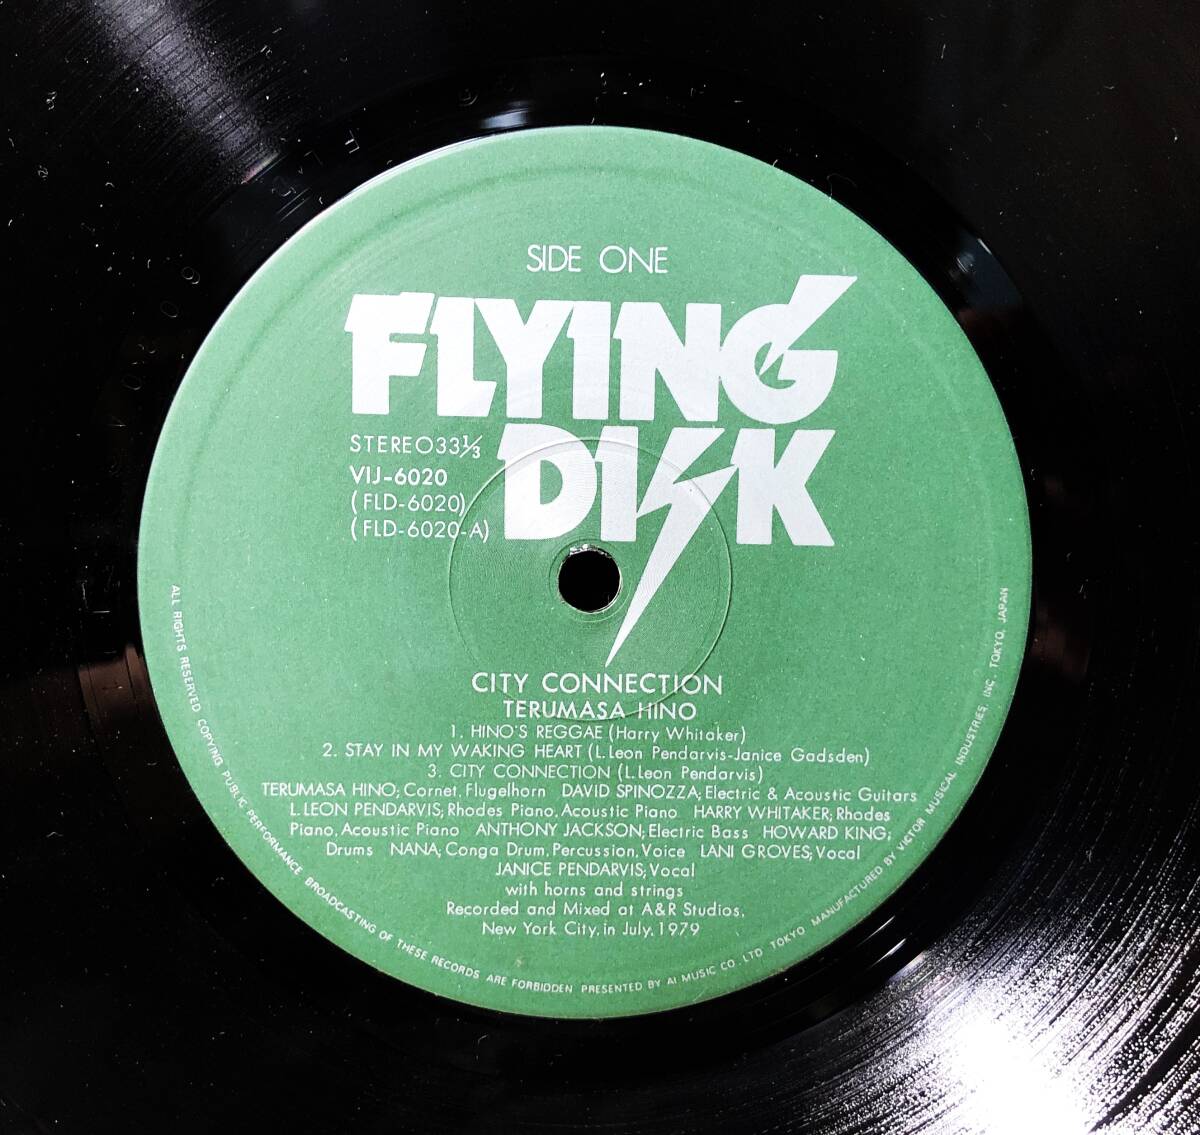 SIDE ONE
FLYING
DISK
STEREO33⅓
VIJ-6020
(FLD-6020)
(FLD-6020-A)
CITY CONNECTION
TERUMASA HINO
1. HINO'S REGGAE (Harry Whitaker)
2. STAY IN MY WAKING HEART (L. Leon Pendarvis-Janice Gadsden)
3. CITY CONNECTION (L. Leon Pendarvis)
TERUMASA HINO; Cornet. Flugelhorn DAVID SPINOZZA; Electric & Acoustic Guitars
L. LEON PENDARVIS; Rhodes Piano. Acoustic Piano HARRY WHITAKER; Rhodes
Piano. Acoustic Piano ANTHONY JACKSON; Electric Bass HOWARD KING;
Drums NANA; Conga Drum. Percussion. Voice LANI GROVES; Vocal
JANICE PENDARVIS; Vocal
with horns and strings
Recorded and Mixed at A&R Studios.
New York City. in July. 1979
ALL RIGHTS RESERVED COPYING PUBLIC PERFORMANCE BROADCASTING OF THESE RECORDS ARE FORBIDDEN PRESENTED BY AI MUSIC CO., LTD TOKYO MANUFACTURED BY VICTOR MUSICAL INDUSTRIES, INC. TOKYO, JAPAN